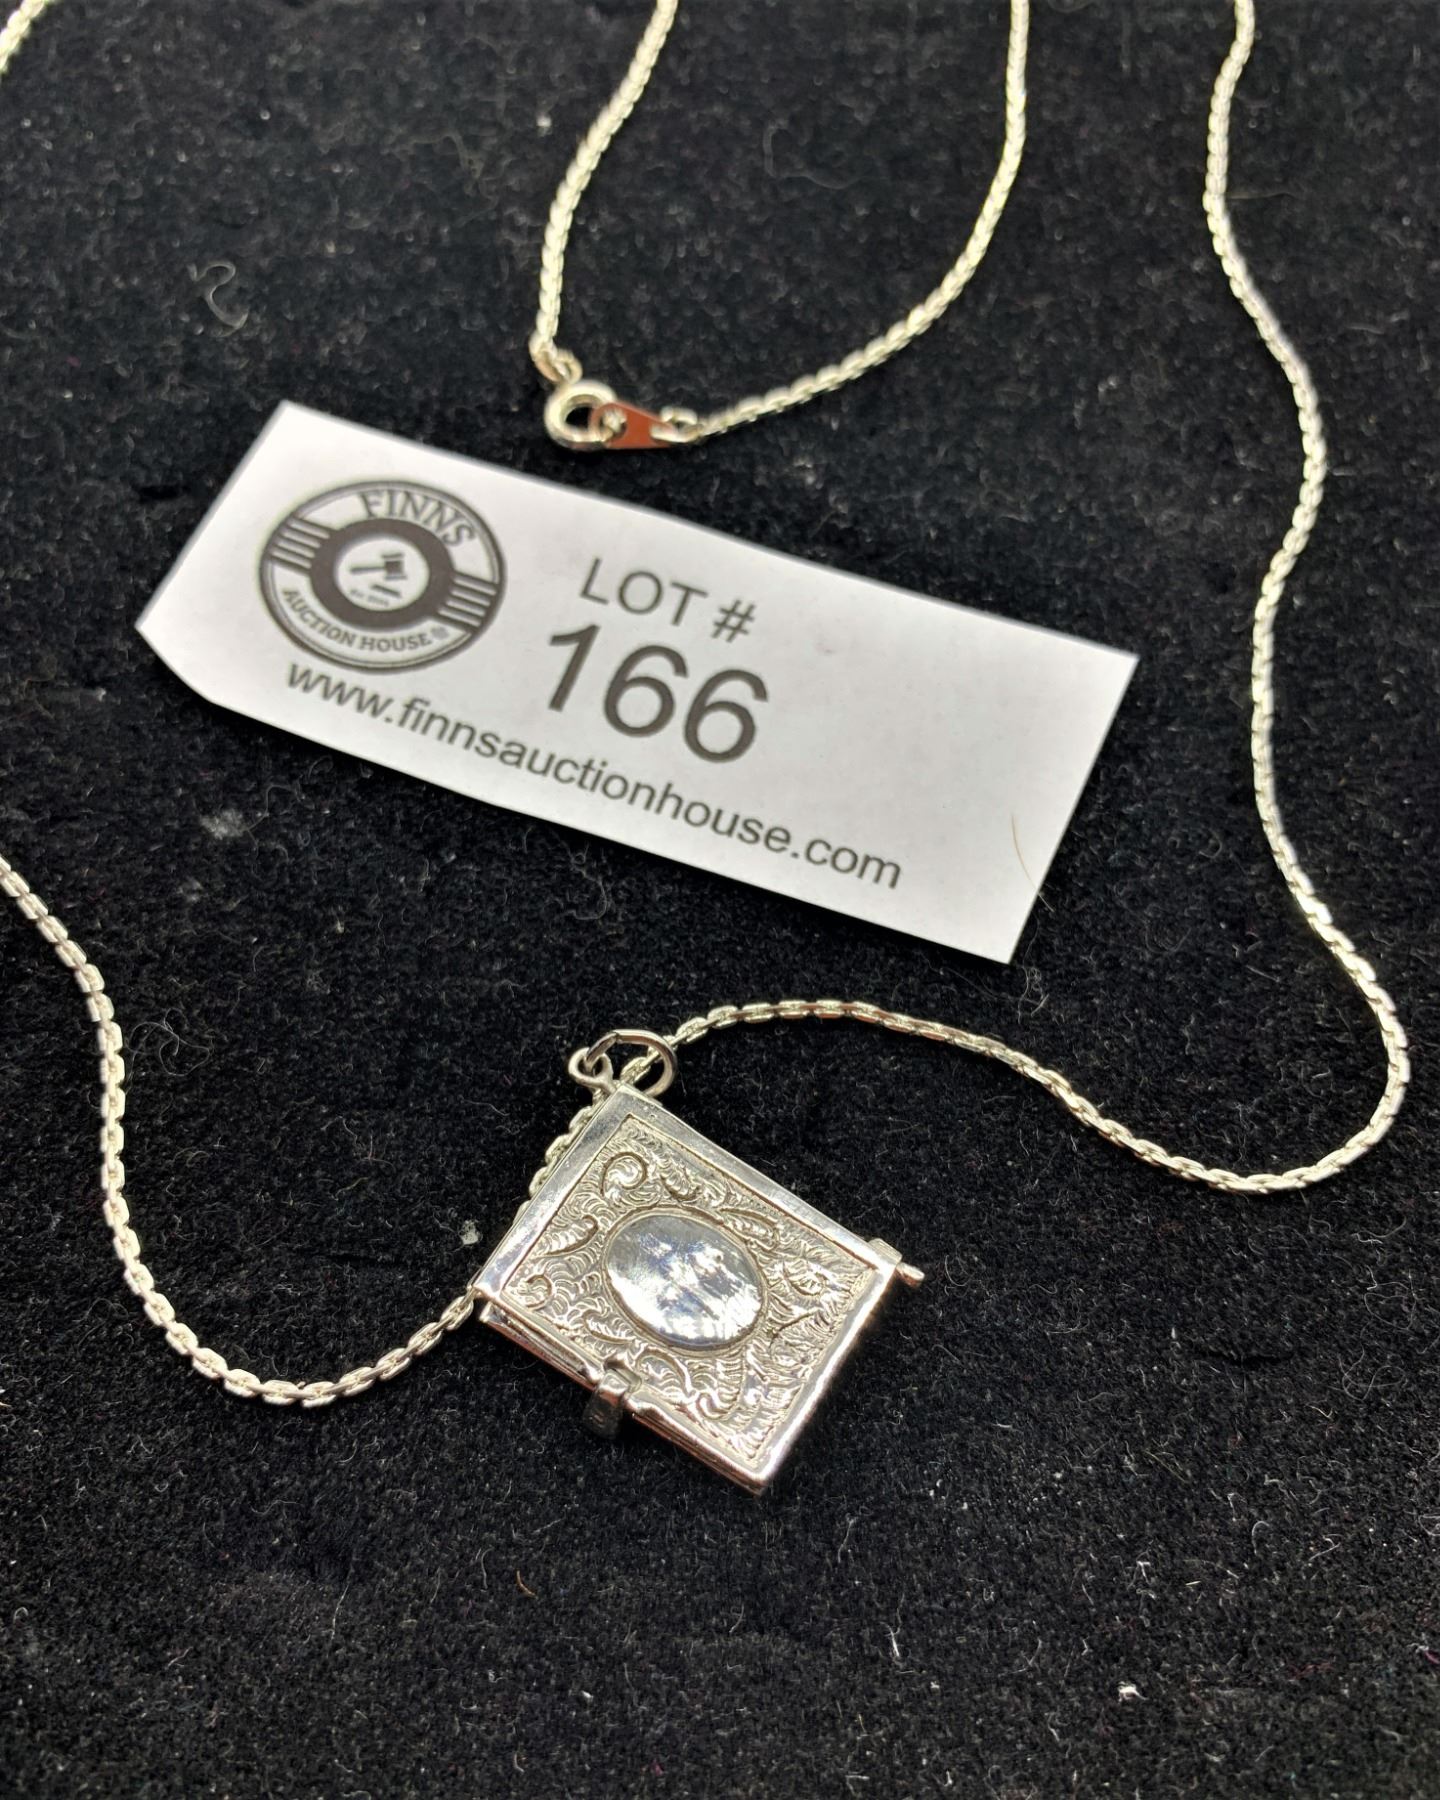 FINNS
AUCTION HOUSE
LOT #
166
www.finnsauctionhouse.com